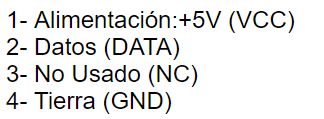 1- Alimentación:+5V (VCC)
2- Datos (DATA)
3- No Usado (NC)
4- Tierra (GND)